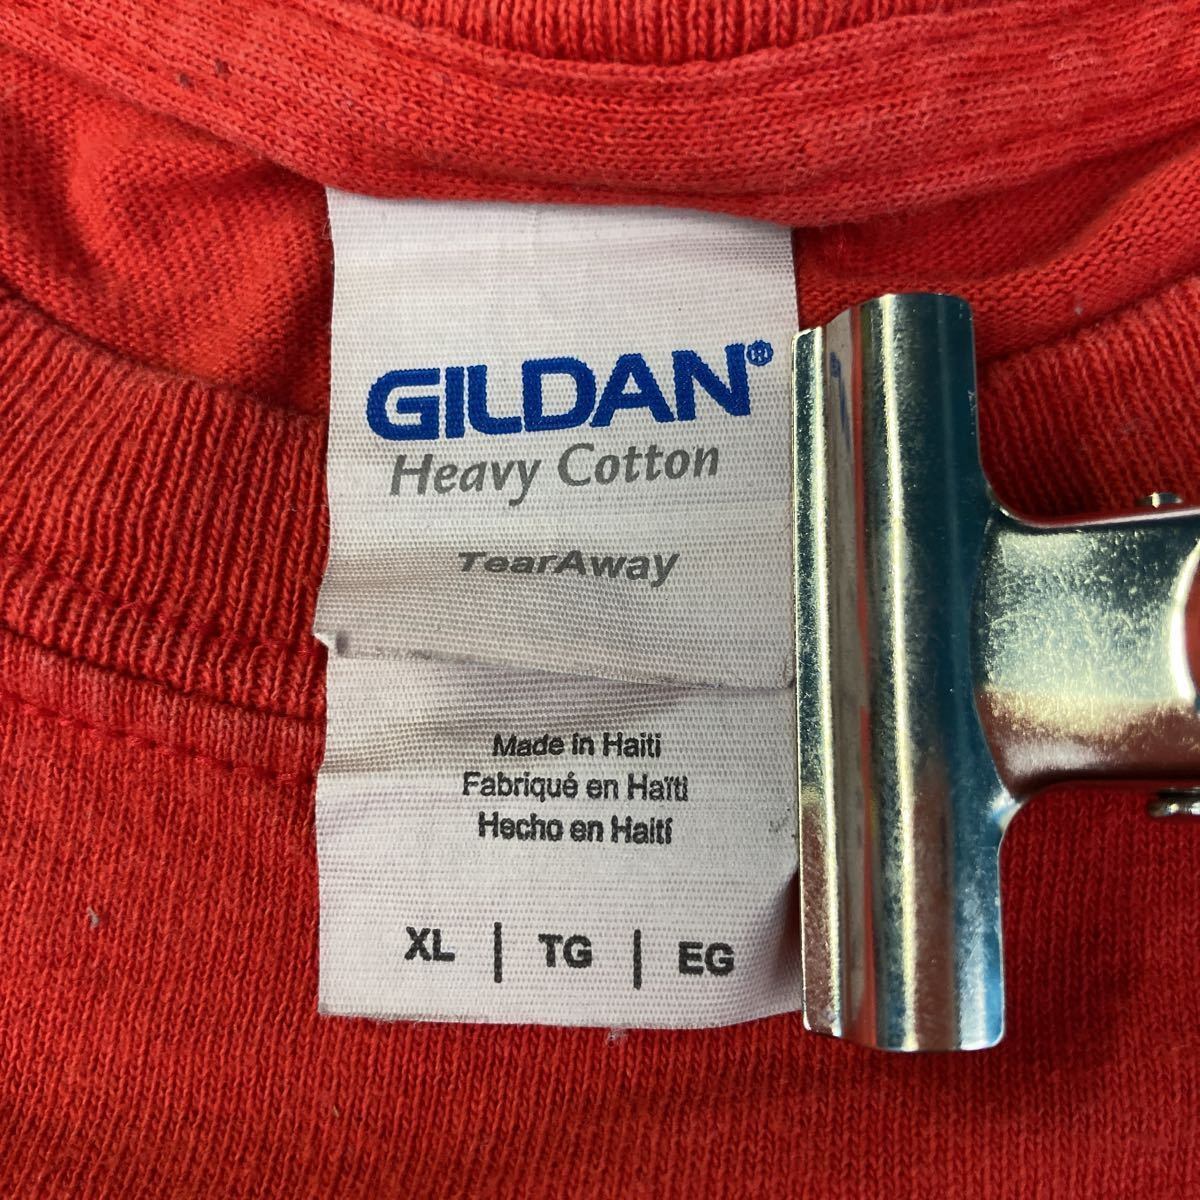 GILDAN®
Heavy Cotton
TearAway
Made in Haiti
Fabriqué en Haïti
Hecho en Haití
XL | TG | EG